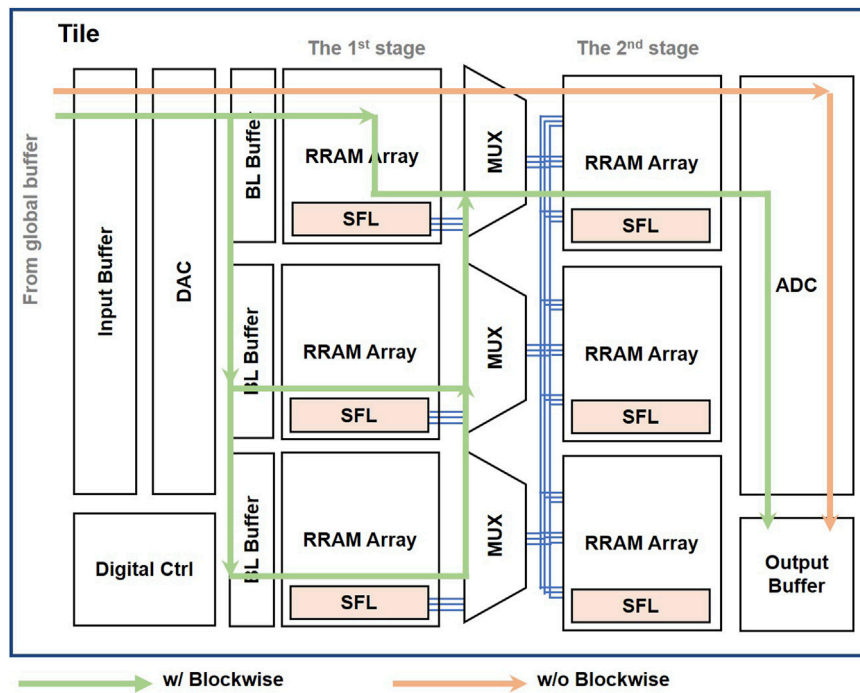 Tile
The 1st stage
The 2nd stage
From global buffer
Input Buffer
DAC
BL Buffer
RRAM Array
SFL
MUX
RRAM Array
SFL
ADC
BL Buffer
RRAM Array
SFL
MUX
RRAM Array
SFL
Digital Ctrl
BL Buffer
RRAM Array
SFL
MUX
RRAM Array
SFL
Output
Buffer
w/ Blockwise
w/o Blockwise